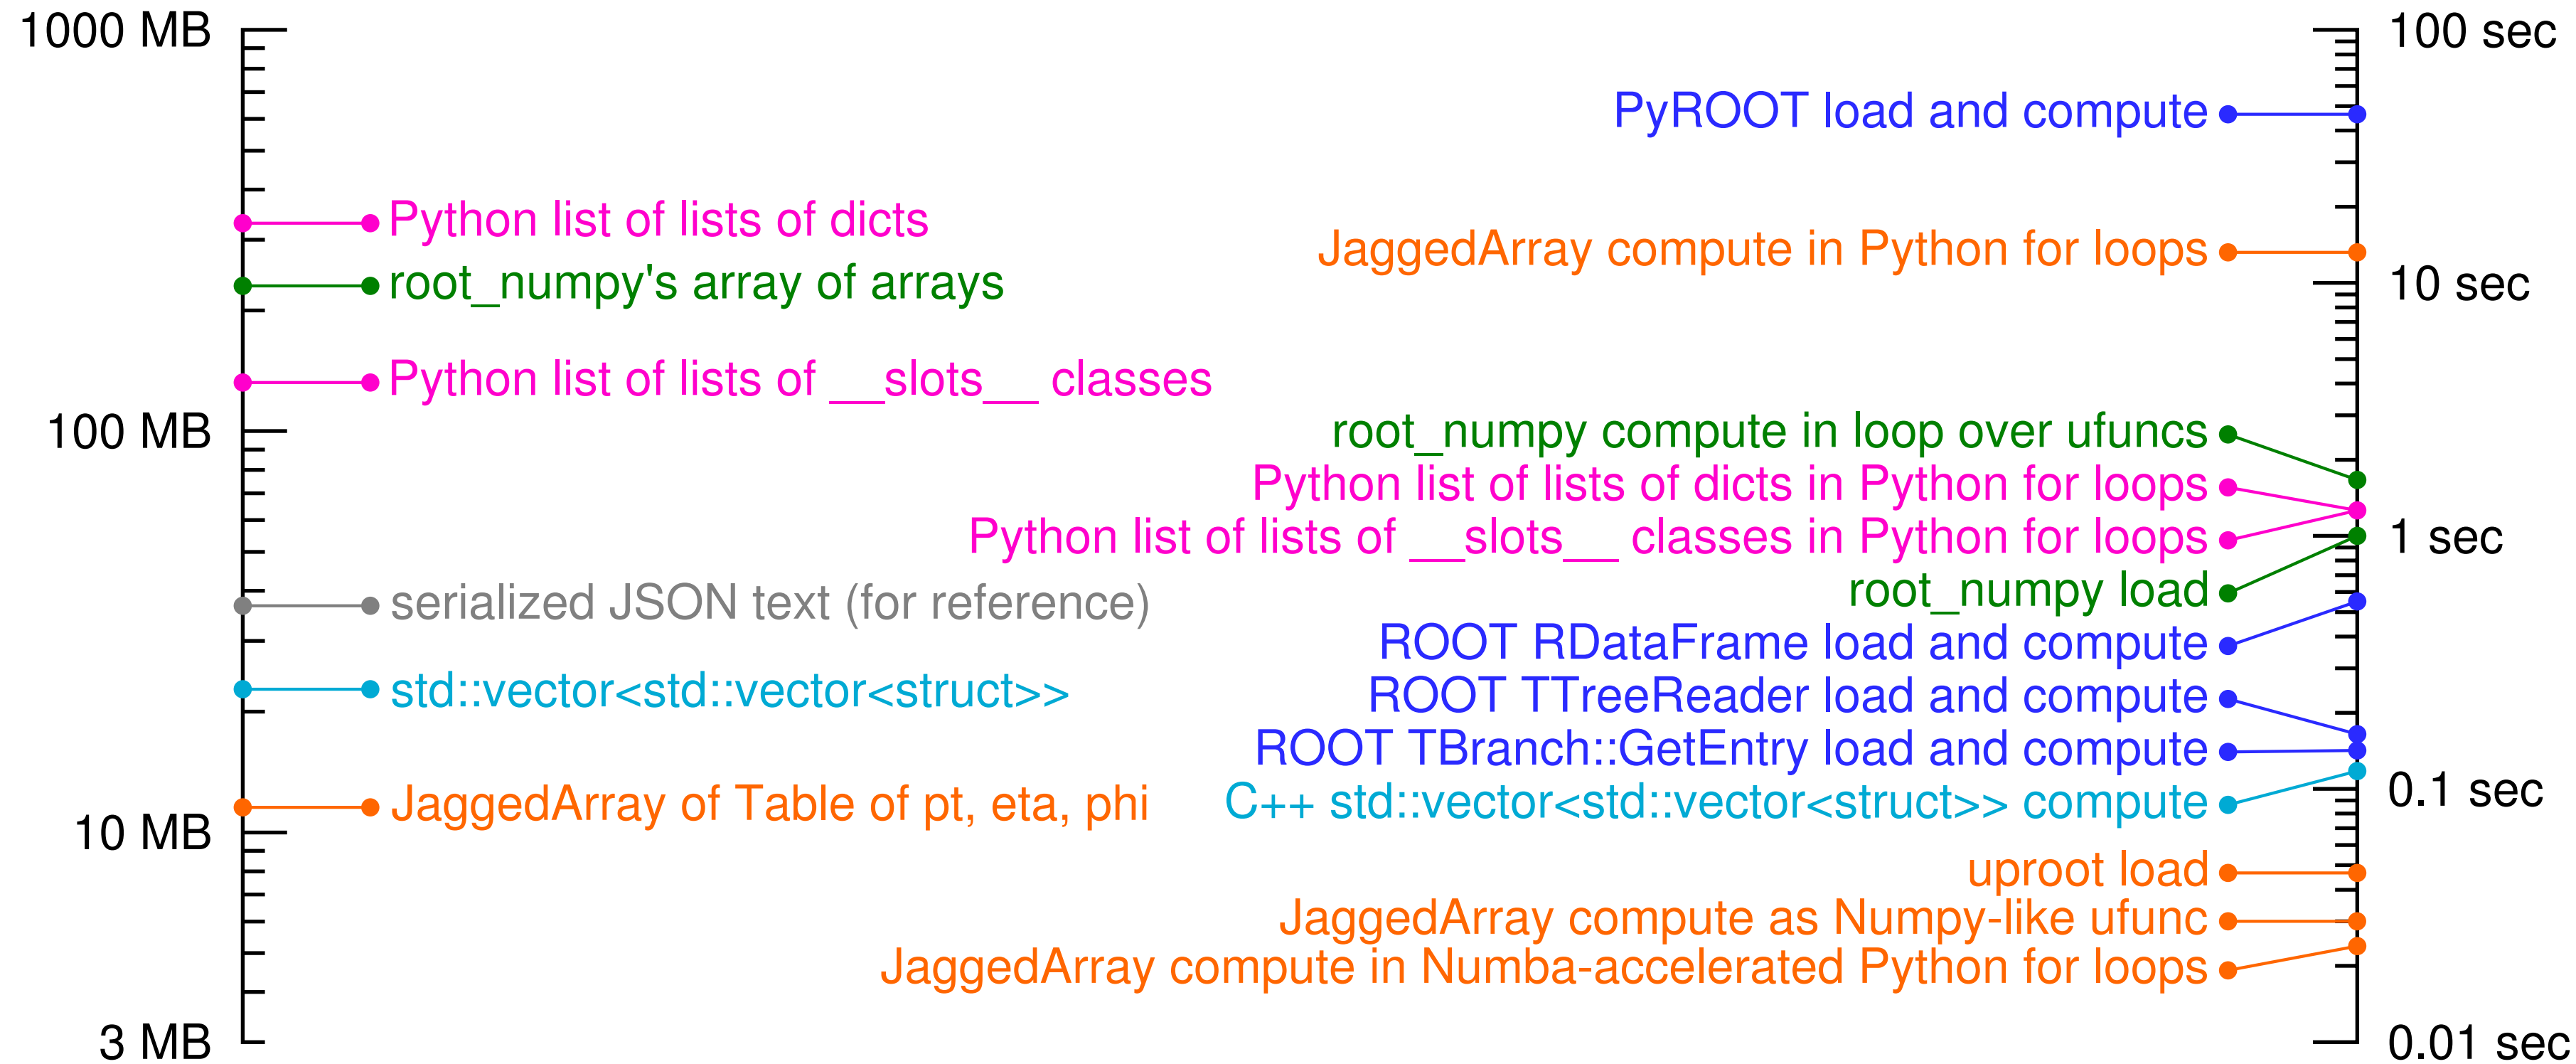 1000 MB
100 MB
10 MB
3 MB
Python list of lists of dicts
root_numpy's array of arrays
Python list of lists of __slots__ classes
serialized JSON text (for reference)
std::vector<std::vector<struct>>
JaggedArray of Table of pt, eta, phi
PyROOT load and compute
JaggedArray compute in Python for loops
root_numpy compute in loop over ufuncs
Python list of lists of dicts in Python for loops
Python list of lists of __slots__ classes in Python for loops
root_numpy load
ROOT RDataFrame load and compute
ROOT TTreeReader load and compute
ROOT TBranch::GetEntry load and compute
C++ std::vector<std::vector<struct>> compute
uproot load
JaggedArray compute as Numpy-like ufunc
JaggedArray compute in Numba-accelerated Python for loops
100 sec
10 sec
1 sec
0.1 sec
0.01 sec